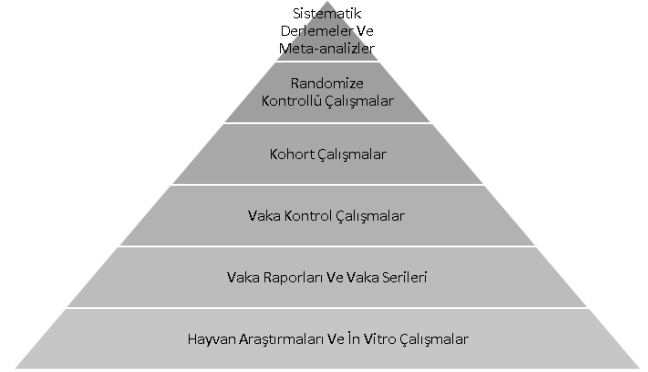 Sistematik
Derlemeler Ve
Meta-analizler
Randomize
Kontrollü Çalışmalar
Kohort Çalışmalar
Vaka Kontrol Çalışmalar
Vaka Raporları Ve Vaka Serileri
Hayvan Araştırmaları Ve İn Vitro Çalışmalar